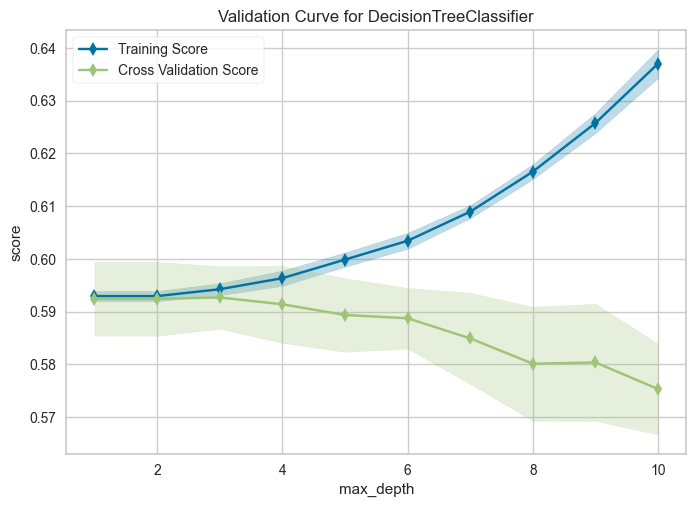 Validation Curve for DecisionTreeClassifier
Training Score
Cross Validation Score
0.64
0.63
0.62
0.61
0.60
0.59
0.58
0.57
score
2 4 6 8 10
max_depth